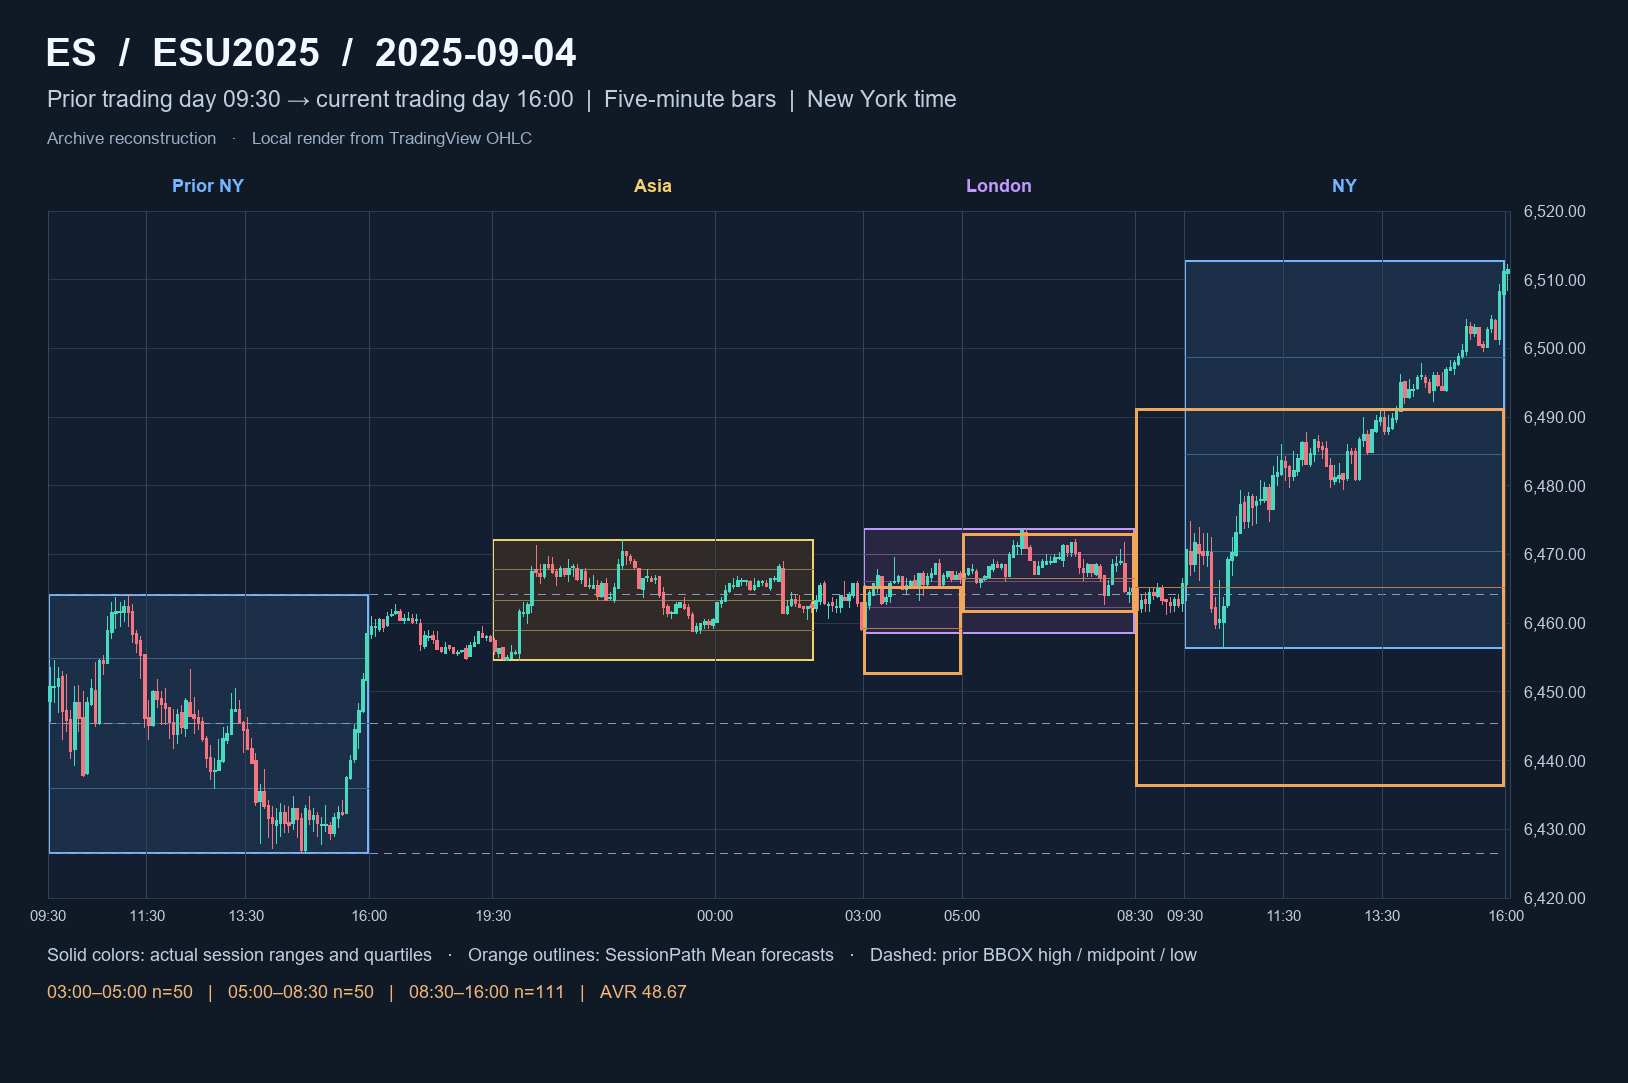 ES / ESU2025 / 2025-09-04
Prior trading day 09:30 → current trading day 16:00 | Five-minute bars | New York time
Archive reconstruction · Local render from TradingView OHLC
Prior NY Asia London NY
6,520.00
6,510.00
6,500.00
6,490.00
6,480.00
6,470.00
6,460.00
6,450.00
6,440.00
6,430.00
6,420.00
09:30 11:30 13:30 16:00 19:30 00:00 03:00 05:00 08:30 09:30 11:30 13:30 16:00
Solid colors: actual session ranges and quartiles · Orange outlines: SessionPath Mean forecasts · Dashed: prior BBOX high / midpoint / low
03:00–05:00 n=50 | 05:00–08:30 n=50 | 08:30–16:00 n=111 | AVR 48.67